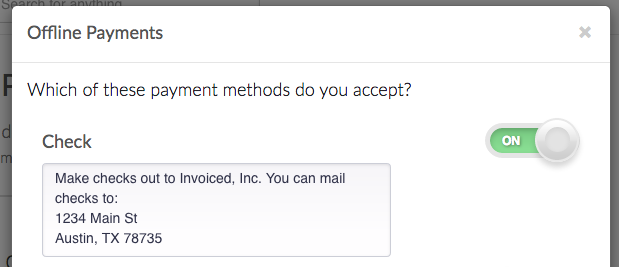 Search for anything
Offline Payments
×
Which of these payment methods do you accept?
Check
ON
Make checks out to Invoiced, Inc. You can mail
checks to:
1234 Main St
Austin, TX 78735